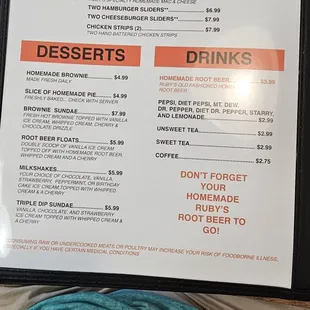 SPECIALTY HOMEMADE MAC & CHEESE
TWO HAMBURGER SLIDERS** $6.99
TWO CHEESEBURGER SLIDERS** $7.99
CHICKEN STRIPS (2) $7.99
TWO HAND BATTERED CHICKEN STRIPS
DESSERTS
HOMEMADE BROWNIE $4.99
MADE FRESH DAILY
SLICE OF HOMEMADE PIE $4.99
FRESHLY BAKED... CHECK WITH SERVER
BROWNIE SUNDAE $7.99
FRESH HOT BROWNIE TOPPED WITH VANILLA
ICE CREAM, WHIPPED CREAM, CHERRY &
CHOCOLATE DRIZZLE
ROOT BEER FLOATS $5.99
DOUBLE SCOOP OF VANILLA ICE CREAM
TOPPED OFF WITH HOMEMADE ROOT BEER,
WHIPPED CREAM AND A CHERRY
MILKSHAKES $5.99
YOUR CHOICE OF CHOCOLATE, VANILLA,
STRAWBERRY, PEPPERMINT, OR BIRTHDAY
CAKE ICE CREAM, TOPPED WITH WHIPPED
CREAM & A CHERRY
TRIPLE DIP SUNDAE $5.99
VANILLA, CHOCOLATE, AND STRAWBERRY
ICE CREAM TOPPED WITH WHIPPED CREAM &
A CHERRY
DRINKS
HOMEMADE ROOT BEER $3.99
RUBY'S OLD FASHIONED
ROOT BEER
PEPSI, DIET PEPSI, MT. DEW,
DR. PEPPER, DIET DR. PEPPER, STARRY,
AND LEMONADE $2.99
UNSWEET TEA $2.99
SWEET TEA $2.99
COFFEE $2.75
DON'T FORGET
YOUR
HOMEMADE
RUBY'S
ROOT BEER TO
GO!
CONSUMING RAW OR UNDERCOOKED MEATS OR POULTRY MAY INCREASE YOUR RISK OF FOODBORNE ILLNESS,
ESPECIALLY IF YOU HAVE CERTAIN MEDICAL CONDITIONS